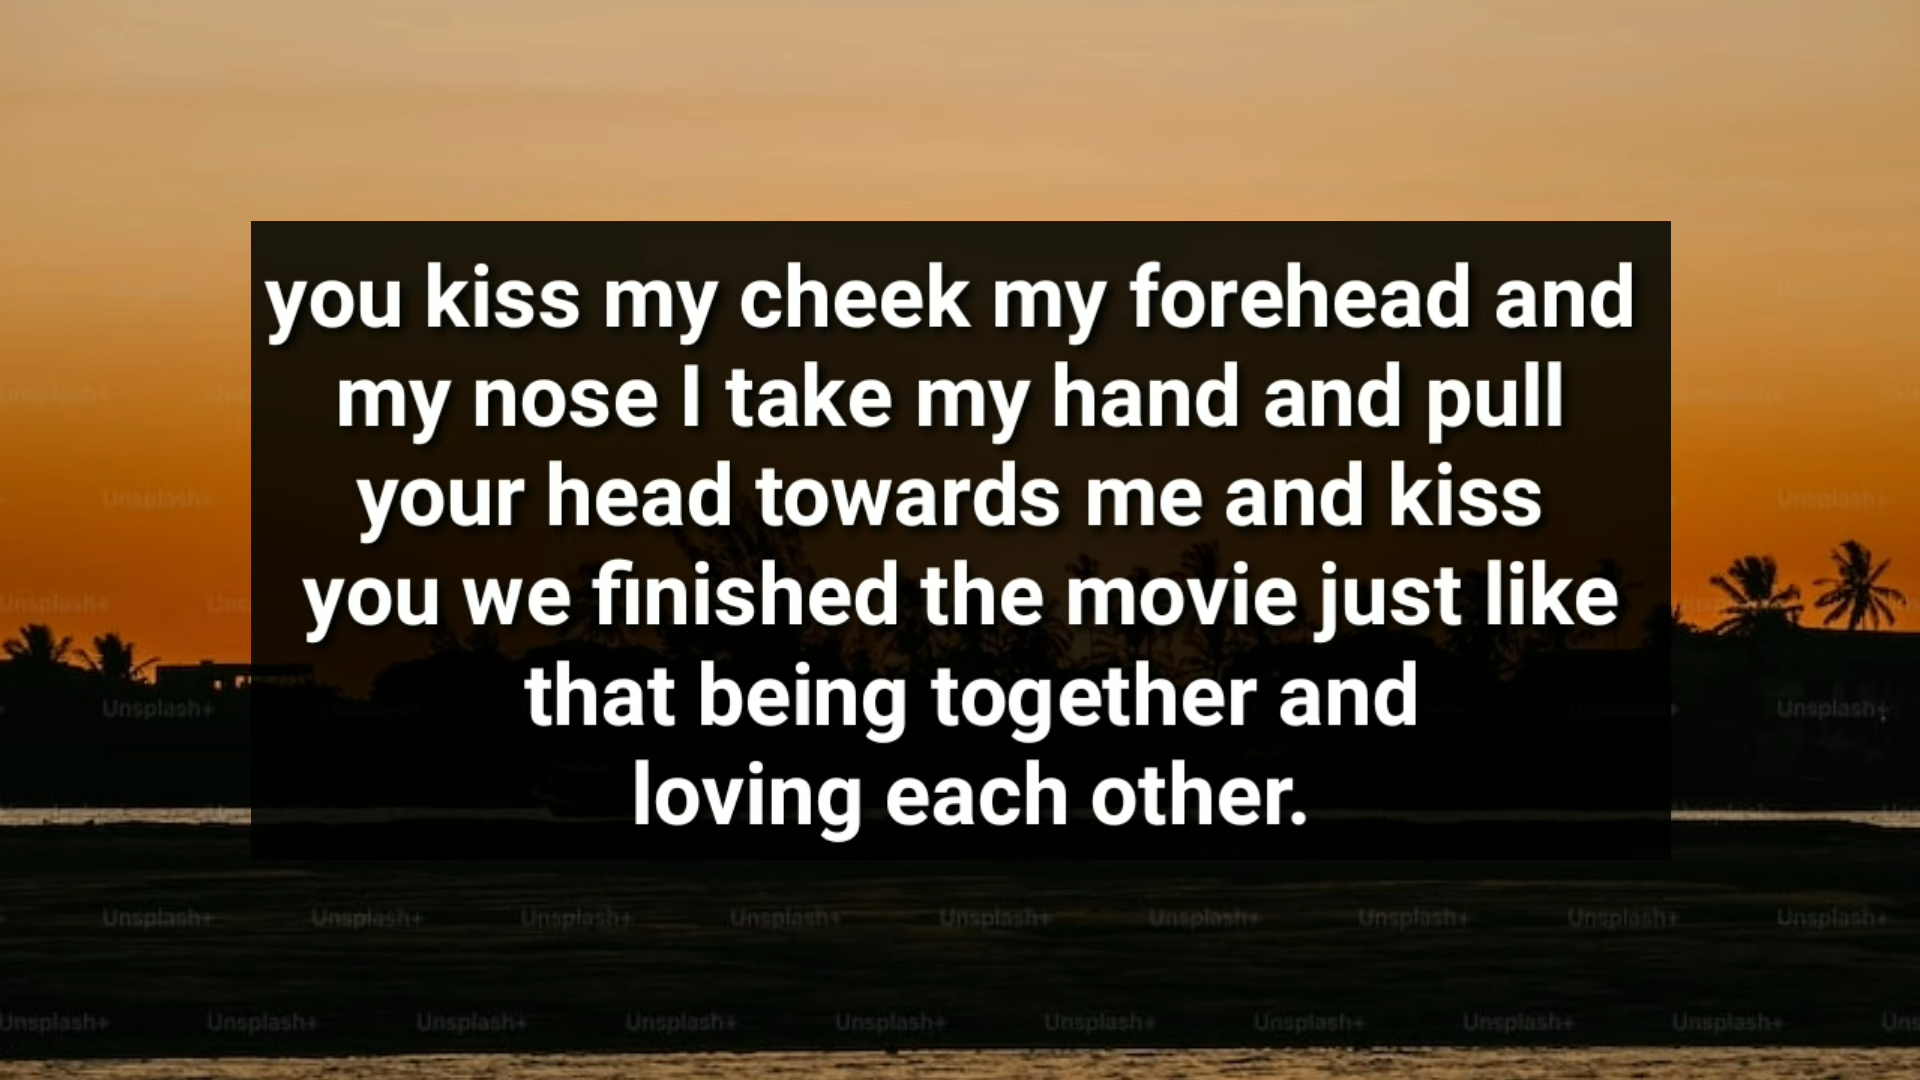 you kiss my cheek my forehead and
my nose I take my hand and pull
your head towards me and kiss
you we finished the movie just like
that being together and
loving each other.
Unsplash+
Unsplash+
Unsplash+
Unsplash+
Unsplash+
Unsplash+ Unsplash+ Unsplash+ Unsplash+ Unsplash+ Unsplash+ Unsplash+ Unsplash+ Unsplash+
Unsplash+ Unsplash+ Unsplash+ Unsplash+ Unsplash+ Unsplash+ Unsplash+ Unsplash+ Unsplash+